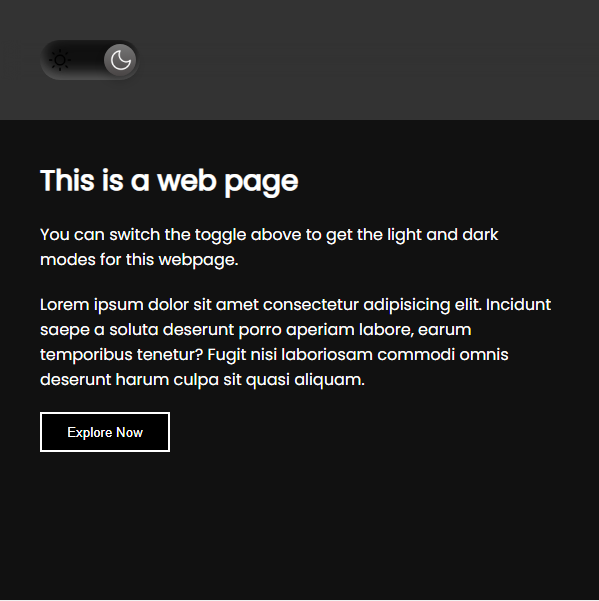 This is a web page
You can switch the toggle above to get the light and dark
modes for this webpage.
Lorem ipsum dolor sit amet consectetur adipisicing elit. Incidunt
saepe a soluta deserunt porro aperiam labore, earum
temporibus tenetur? Fugit nisi laboriosam commodi omnis
deserunt harum culpa sit quasi aliquam.
Explore Now